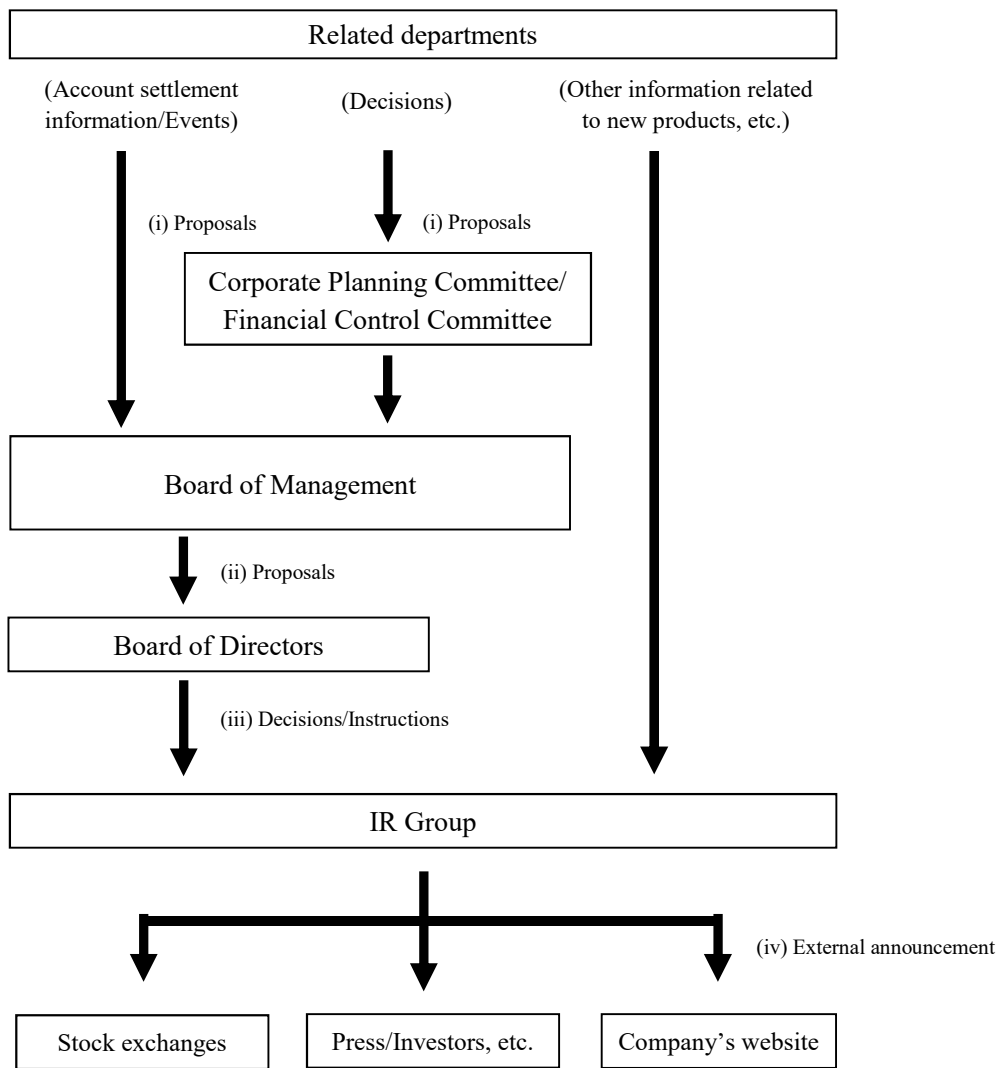 Related departments
(Account settlement
information/Events)
(Decisions)
(Other information related
to new products, etc.)
(i) Proposals
(i) Proposals
Corporate Planning Committee/
Financial Control Committee
Board of Management
(ii) Proposals
Board of Directors
(iii) Decisions/Instructions
IR Group
(iv) External announcement
Stock exchanges
Press/Investors, etc.
Company’s website